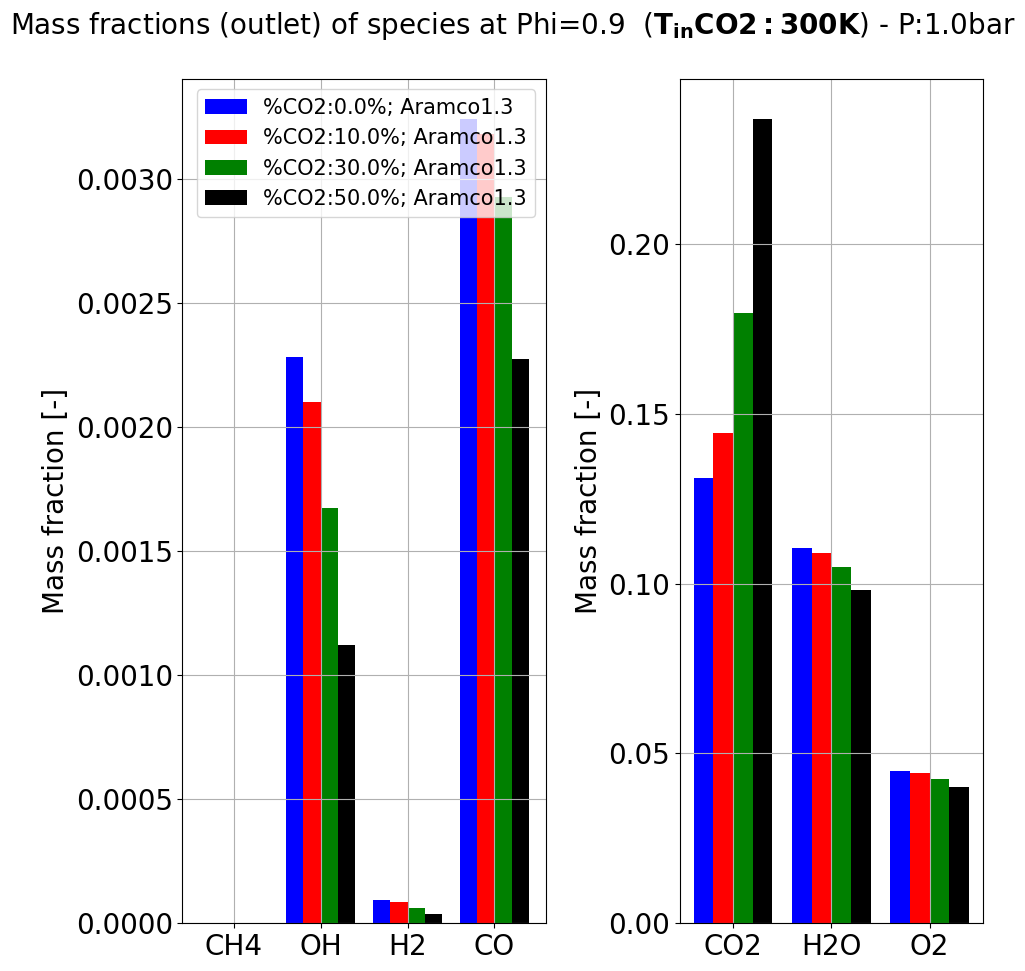 Mass fractions (outlet) of species at Phi=0.9  (T_inCO2 : 300K) - P:1.0bar
%CO2:0.0%; Aramco1.3
%CO2:10.0%; Aramco1.3
%CO2:30.0%; Aramco1.3
%CO2:50.0%; Aramco1.3
Mass fraction [-]
0.0030
0.0025
0.0020
0.0015
0.0010
0.0005
0.0000
CH4 OH H2 CO
Mass fraction [-]
0.20
0.15
0.10
0.05
0.00
CO2 H2O O2